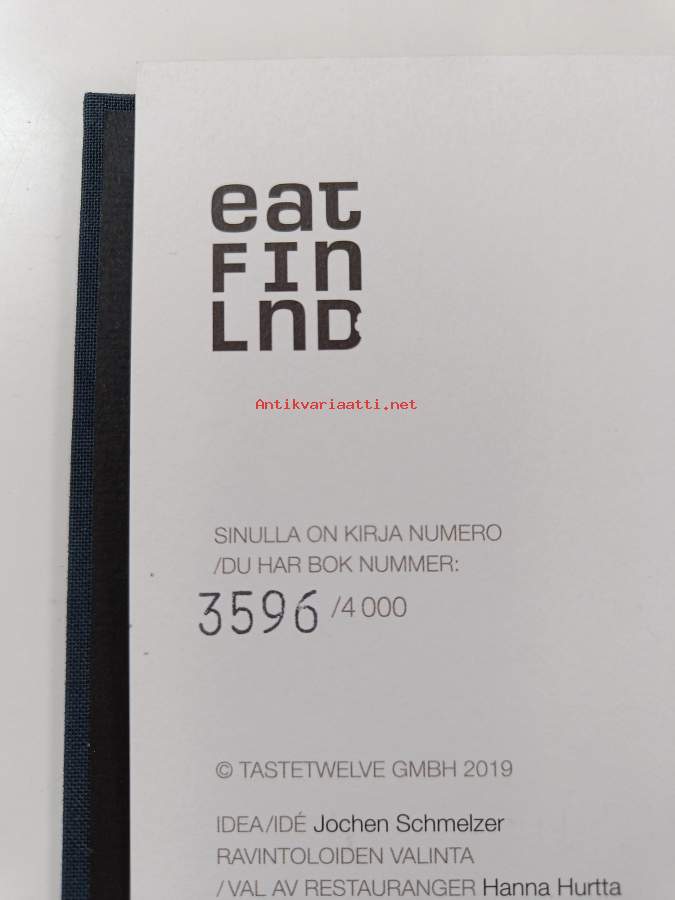 eat
FIN
LND
Antikvariaatti.net
SINULLA ON KIRJA NUMERO
/DU HAR BOK NUMMER:
3596 /4 000
© TASTETWELVE GMBH 2019
IDEA/IDÉ Jochen Schmelzer
RAVINTOLOIDEN VALINTA
/VAL AV RESTAURANGER Hanna Hurtta